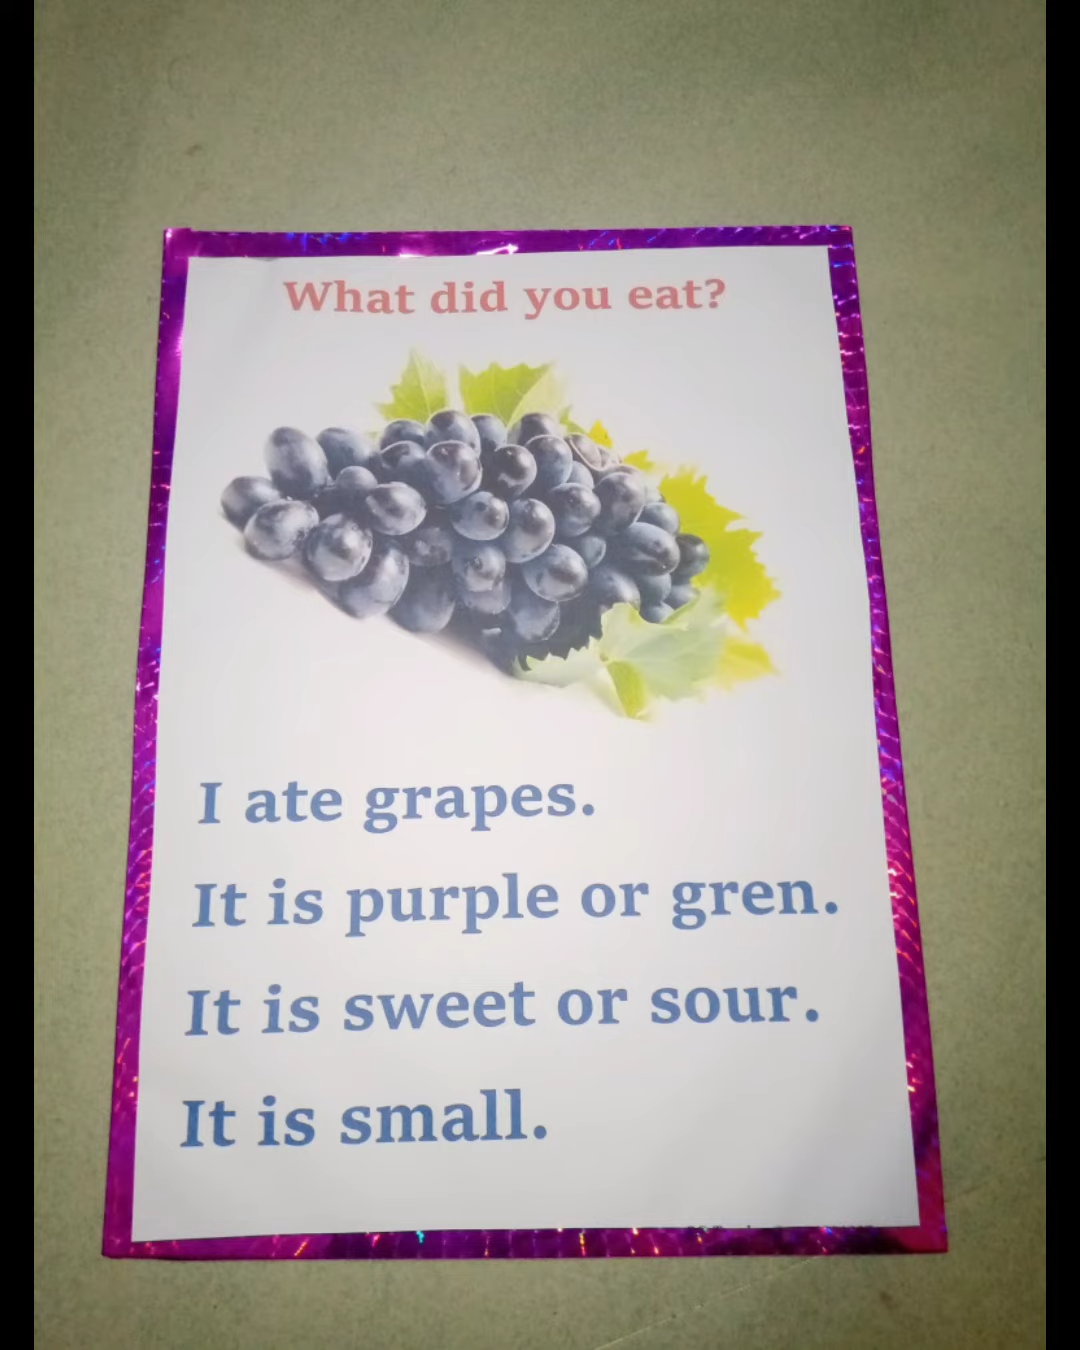 What did you eat?
I ate grapes.
It is purple or gren.
It is sweet or sour.
It is small.